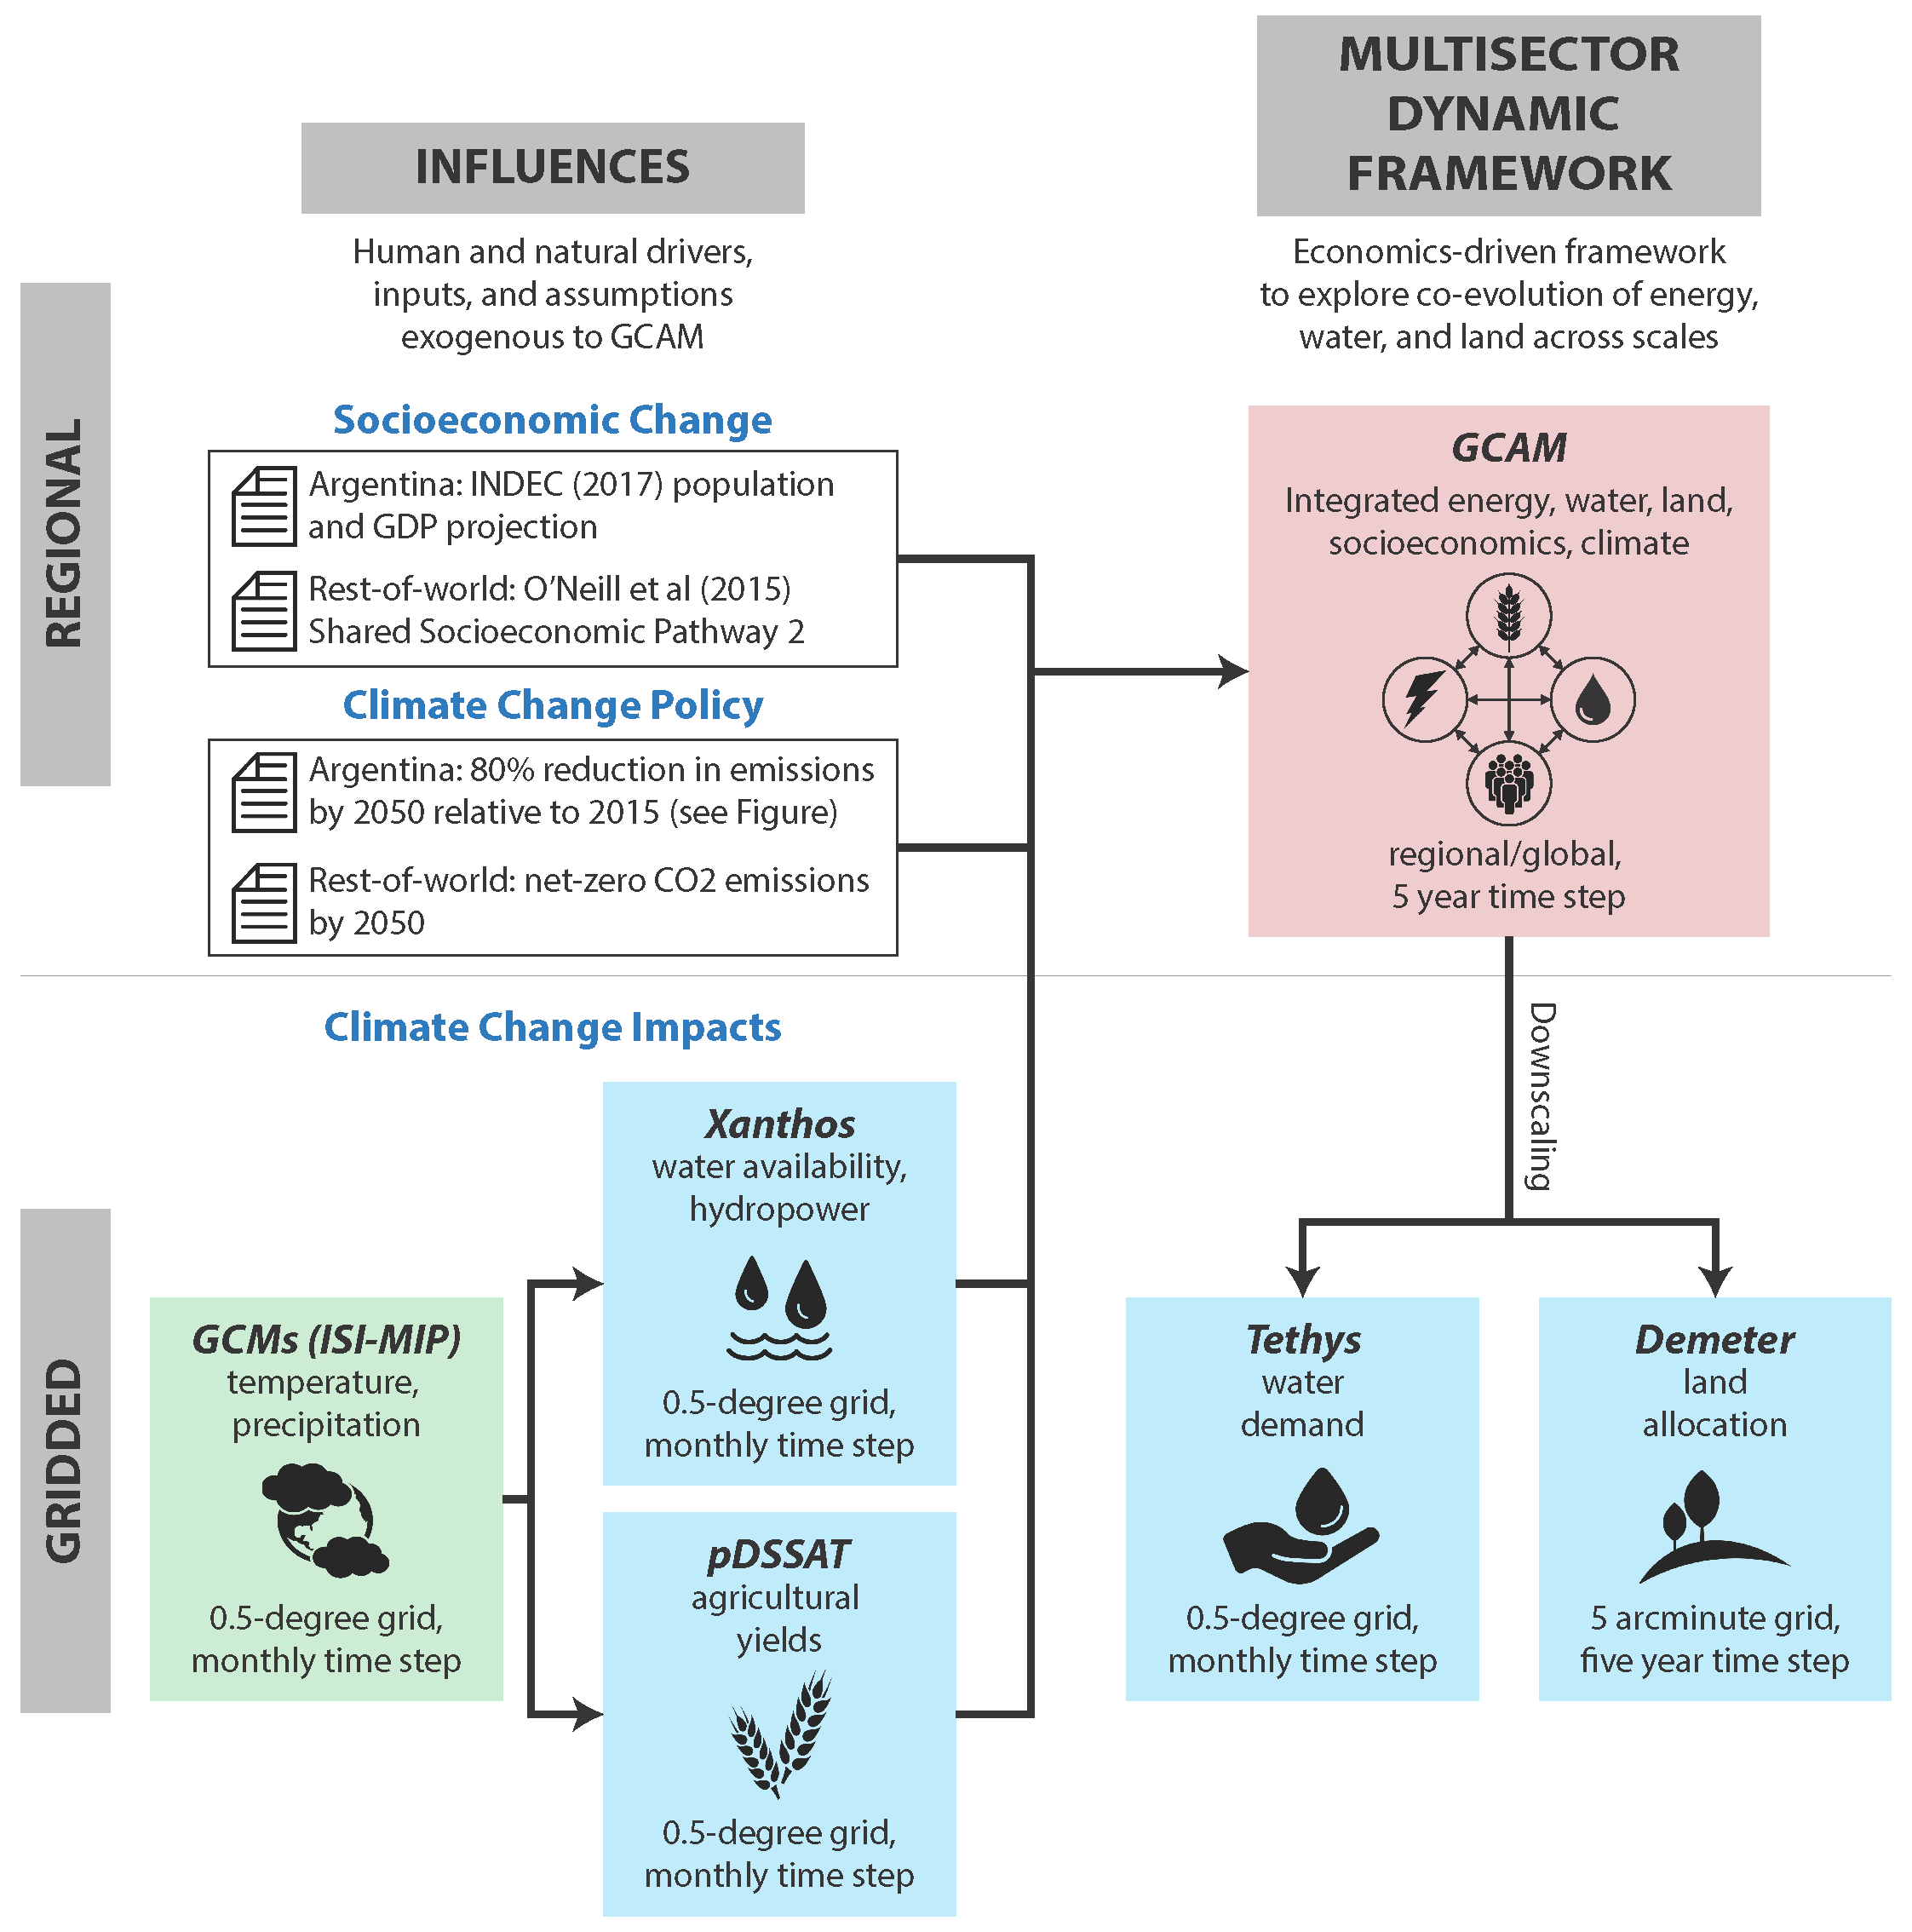 INFLUENCES
Human and natural drivers,
inputs, and assumptions
exogenous to GCAM
MULTISECTOR
DYNAMIC
FRAMEWORK
Economics-driven framework
to explore co-evolution of energy,
water, and land across scales
REGIONAL
Socioeconomic Change
Argentina: INDEC (2017) population
and GDP projection
Rest-of-world: O’Neill et al (2015)
Shared Socioeconomic Pathway 2
Climate Change Policy
Argentina: 80% reduction in emissions
by 2050 relative to 2015 (see Figure)
Rest-of-world: net-zero CO2 emissions
by 2050
GCAM
Integrated energy, water, land,
socioeconomics, climate
regional/global,
5 year time step
Downscaling
GRIDDED
Climate Change Impacts
GCMs (ISI-MIP)
temperature,
precipitation
0.5-degree grid,
monthly time step
Xanthos
water availability,
hydropower
0.5-degree grid,
monthly time step
pDSSAT
agricultural
yields
0.5-degree grid,
monthly time step
Tethys
water
demand
0.5-degree grid,
monthly time step
Demeter
land
allocation
5 arcminute grid,
five year time step